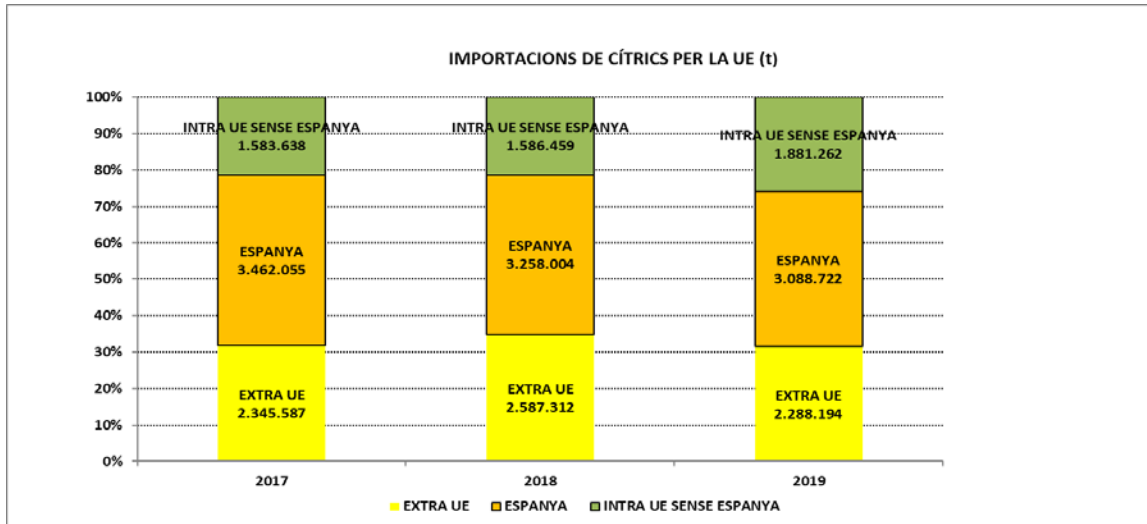 IMPORTACIONS DE CÍTRICS PER LA UE (t)
100%
90%
80%
70%
60%
50%
40%
30%
20%
10%
0%
INTRA UE SENSE ESPANYA
1.583.638
ESPANYA
3.462.055
EXTRA UE
2.345.587
INTRA UE SENSE ESPANYA
1.586.459
ESPANYA
3.258.004
EXTRA UE
2.587.312
INTRA UE SENSE ESPANYA
1.881.262
ESPANYA
3.088.722
EXTRA UE
2.288.194
2017
2018
2019
EXTRA UE
ESPANYA
INTRA UE SENSE ESPANYA